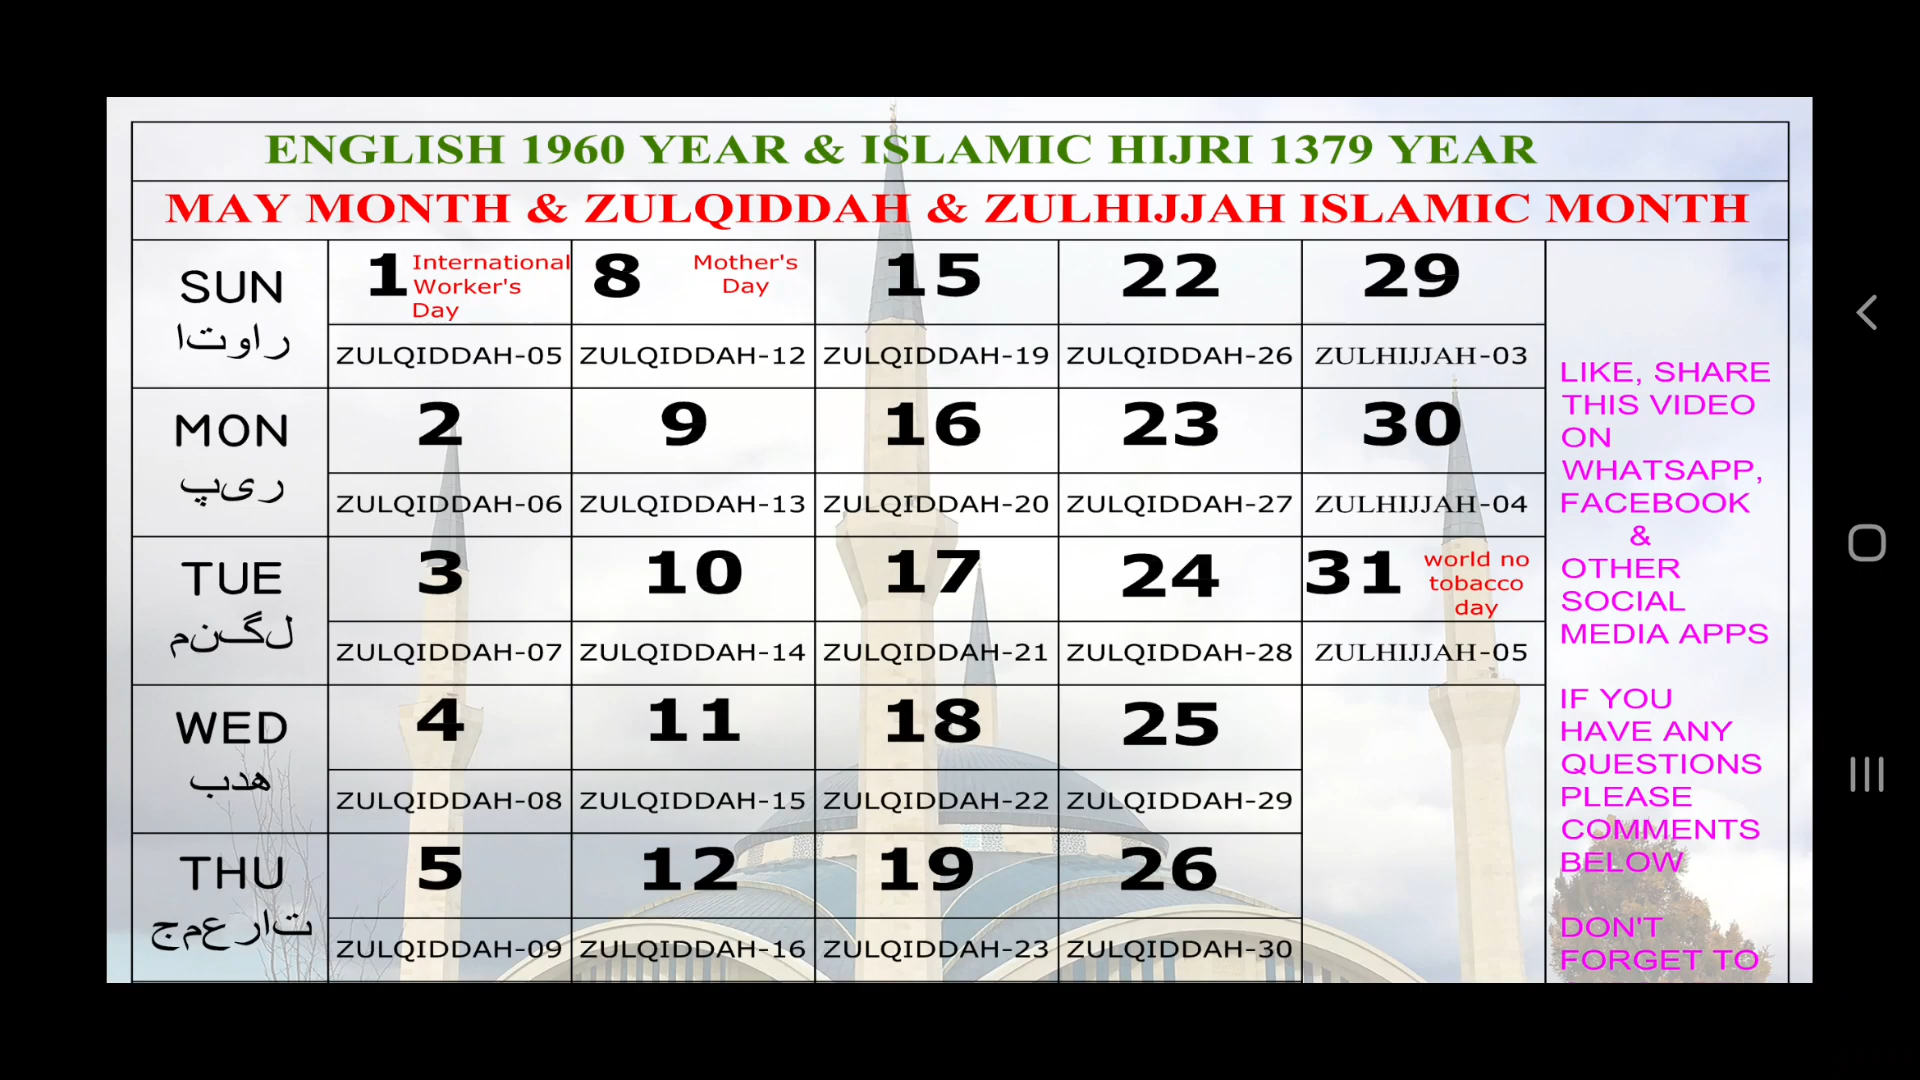 ENGLISH 1960 YEAR & ISLAMIC HIJRI 1379 YEAR
MAY MONTH & ZULQIDDAH & ZULHIJJAH ISLAMIC MONTH
SUN 1 International Worker's Day 8 Mother's Day 15 22 29
اتوار ZULQIDDAH-05 ZULQIDDAH-12 ZULQIDDAH-19 ZULQIDDAH-26 ZULHIJJAH-03
MON 2 9 16 23 30
پیر ZULQIDDAH-06 ZULQIDDAH-13 ZULQIDDAH-20 ZULQIDDAH-27 ZULHIJJAH-04
TUE 3 10 17 24 31 world no tobacco day
منگل ZULQIDDAH-07 ZULQIDDAH-14 ZULQIDDAH-21 ZULQIDDAH-28 ZULHIJJAH-05
WED 4 11 18 25
بدھ ZULQIDDAH-08 ZULQIDDAH-15 ZULQIDDAH-22 ZULQIDDAH-29
THU 5 12 19 26
جمعرات ZULQIDDAH-09 ZULQIDDAH-16 ZULQIDDAH-23 ZULQIDDAH-30
LIKE, SHARE
THIS VIDEO
ON
WHATSAPP,
FACEBOOK
&
OTHER
SOCIAL
MEDIA APPS
IF YOU
HAVE ANY
QUESTIONS
PLEASE
COMMENTS
BELOW
DON'T
FORGET TO